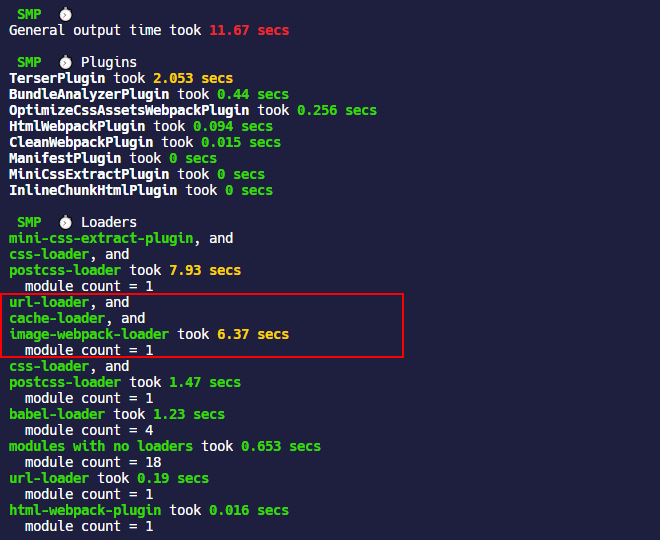 SMP ⏱
General output time took 11.67 secs
SMP ⏱ Plugins
TerserPlugin took 2.053 secs
BundleAnalyzerPlugin took 0.44 secs
OptimizeCssAssetsWebpackPlugin took 0.256 secs
HtmlWebpackPlugin took 0.094 secs
CleanWebpackPlugin took 0.015 secs
ManifestPlugin took 0 secs
MiniCssExtractPlugin took 0 secs
InlineChunkHtmlPlugin took 0 secs
SMP ⏱ Loaders
mini-css-extract-plugin, and
css-loader, and
postcss-loader took 7.93 secs
module count = 1
url-loader, and
cache-loader, and
image-webpack-loader took 6.37 secs
module count = 1
css-loader, and
postcss-loader took 1.47 secs
module count = 1
babel-loader took 1.23 secs
module count = 4
modules with no loaders took 0.653 secs
module count = 18
url-loader took 0.19 secs
module count = 1
html-webpack-plugin took 0.016 secs
module count = 1